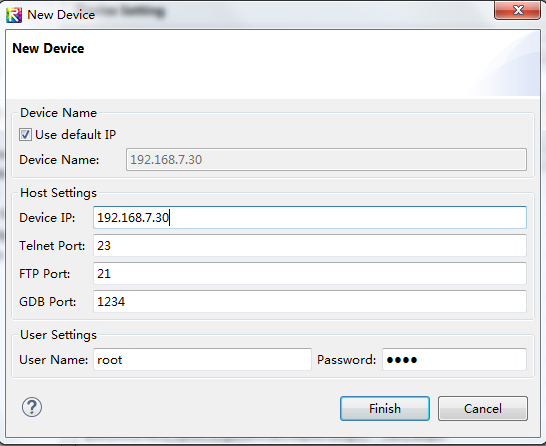 New Device
New Device
Device Name
Use default IP
Device Name: 192.168.7.30
Host Settings
Device IP: 192.168.7.30
Telnet Port: 23
FTP Port: 21
GDB Port: 1234
User Settings
User Name: root Password: ●●●●
Finish Cancel